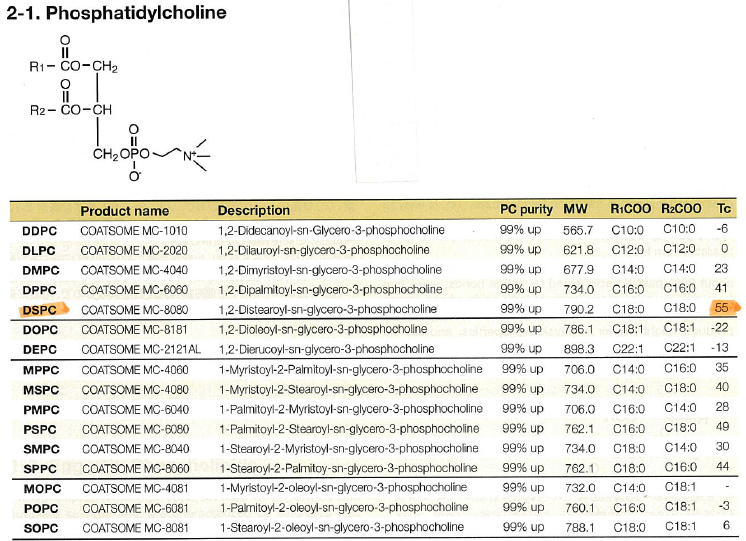 2-1. Phosphatidylcholine
O
R1– CO–CH2
O
R2– CO–CH
O
CH2OPO N+
O-
Product name Description PC purity MW R1COO R2COO Tc
DDPC COATSOME MC-1010 1,2-Didecanoyl-sn-Glycero-3-phosphocholine 99% up 565.7 C10:0 C10:0 -6
DLPC COATSOME MC-2020 1,2-Dilauroyl-sn-glycero-3-phosphocholine 99% up 621.8 C12:0 C12:0 0
DMPC COATSOME MC-4040 1,2-Dimyristoyl-sn-glycero-3-phosphocholine 99% up 677.9 C14:0 C14:0 23
DPPC COATSOME MC-6060 1,2-Dipalmitoyl-sn-glycero-3-phosphocholine 99% up 734.0 C16:0 C16:0 41
DSPC COATSOME MC-8080 1,2-Distearoyl-sn-glycero-3-phosphocholine 99% up 790.2 C18:0 C18:0 55
DOPC COATSOME MC-8181 1,2-Dioleoyl-sn-glycero-3-phosphocholine 99% up 786.1 C18:1 C18:1 -22
DEPC COATSOME MC-2121AL 1,2-Dierucoyl-sn-glycero-3-phosphocholine 99% up 898.3 C22:1 C22:1 -13
MPPC COATSOME MC-4060 1-Myristoyl-2-Palmitoyl-sn-glycero-3-phosphocholine 99% up 706.0 C14:0 C16:0 35
MSPC COATSOME MC-4080 1-Myristoyl-2-Stearoyl-sn-glycero-3-phosphocholine 99% up 734.0 C14:0 C18:0 40
PMPC COATSOME MC-6040 1-Palmitoyl-2-Myristoyl-sn-glycero-3-phosphocholine 99% up 706.0 C16:0 C14:0 28
PSPC COATSOME MC-6080 1-Palmitoyl-2-Stearoyl-sn-glycero-3-phosphocholine 99% up 762.1 C16:0 C18:0 49
SMPC COATSOME MC-8040 1-Stearoyl-2-Myristoyl-sn-glycero-3-phosphocholine 99% up 734.0 C18:0 C14:0 30
SPPC COATSOME MC-8060 1-Stearoyl-2-Palmitoy-sn-glycero-3-phosphocholine 99% up 762.1 C18:0 C16:0 44
MOPC COATSOME MC-4081 1-Myristoyl-2-oleoyl-sn-glycero-3-phosphocholine 99% up 732.0 C14:0 C18:1 -
POPC COATSOME MC-6081 1-Palmitoyl-2-oleoyl-sn-glycero-3-phosphocholine 99% up 760.1 C16:0 C18:1 -3
SOPC COATSOME MC-8081 1-Stearoyl-2-oleoyl-sn-glycero-3-phosphocholine 99% up 788.1 C18:0 C18:1 6